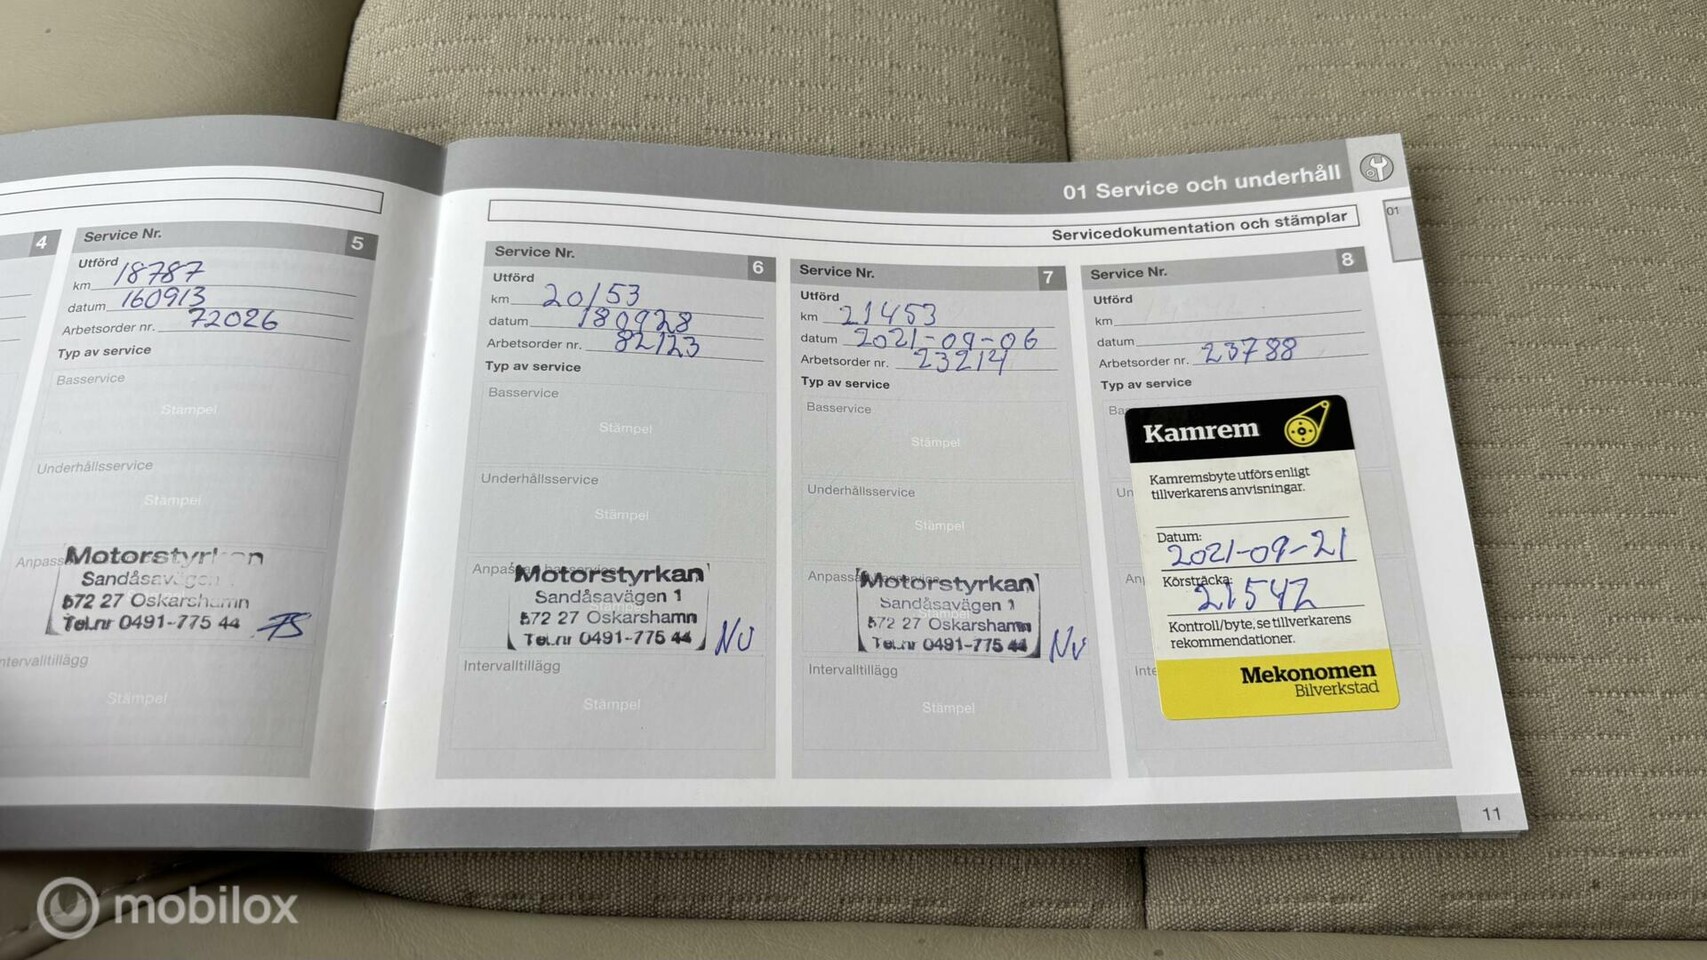 01 Service och underhåll
01
Servicedokumentation och stämplar
4
Service Nr. 5
Utförd
km 18787
datum 160913
Arbetsorder nr. 72026
Typ av service
Basservice
Stämpel
Underhållsservice
Stämpel
Motorstyrkan
Sandåsavägen
572 27 Oskarshamn
Tel.nr 0491-775 44
Intervalltillägg
Stämpel
Service Nr. 6
Utförd
km 20153
datum 180928
Arbetsorder nr. 82123
Typ av service
Basservice
Stämpel
Underhållsservice
Stämpel
Motorstyrkan
Sandåsavägen 1
572 27 Oskarshamn
Tel.nr 0491-775 44 NU
Intervalltillägg
Stämpel
Service Nr. 7
Utförd
km 21453
datum 2021-09-06
Arbetsorder nr. 23214
Typ av service
Basservice
Stämpel
Underhållsservice
Stämpel
Motorstyrkan
Sandåsavägen 1
572 27 Oskarshamn
Tel.nr 0491-775 44 NU
Intervalltillägg
Stämpel
Service Nr. 8
Utförd
km
datum
Arbetsorder nr. 23788
Typ av service
Kamrem
Kamremsbyte utförs enligt
tillverkarens anvisningar.
Datum:
2021-09-21
Körsträcka:
21542
Kontroll/byte, se tillverkarens
rekommendationer.
Mekonomen
Bilverkstad
11
mobilox